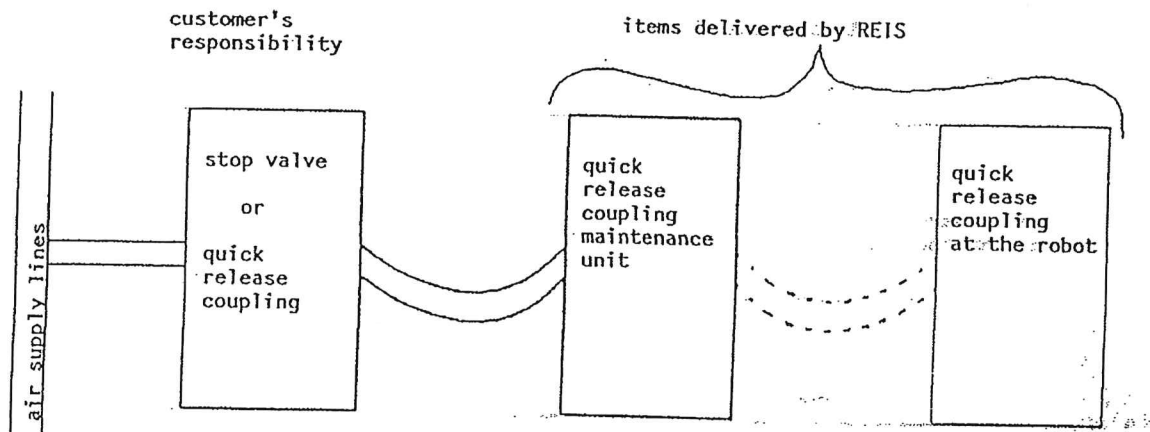 customer's
responsibility
items delivered by REIS
air supply lines
stop valve
or
quick
release
coupling
quick
release
coupling
maintenance
unit
quick
release
coupling
at the robot